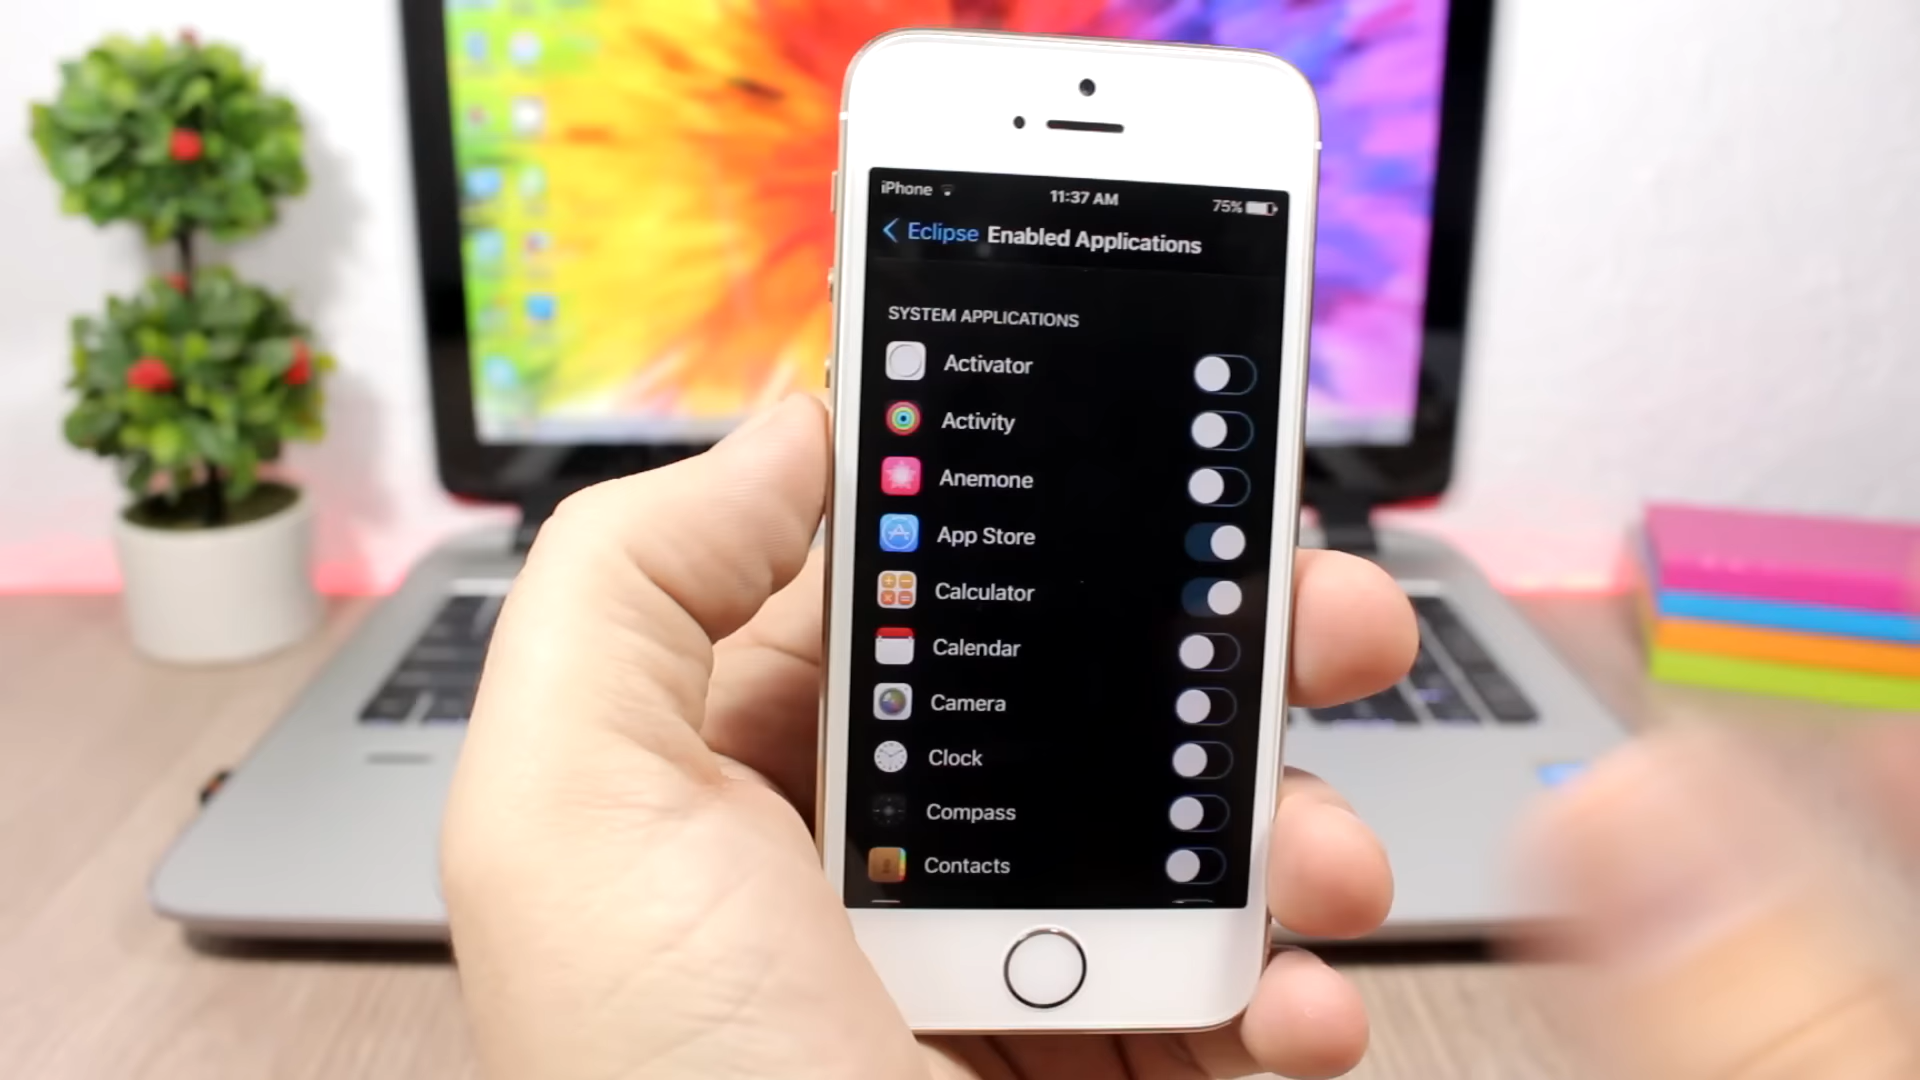 iPhone 11:37 AM 75%
Eclipse Enabled Applications
SYSTEM APPLICATIONS
Activator
Activity
Anemone
App Store
Calculator
Calendar
Camera
Clock
Compass
Contacts